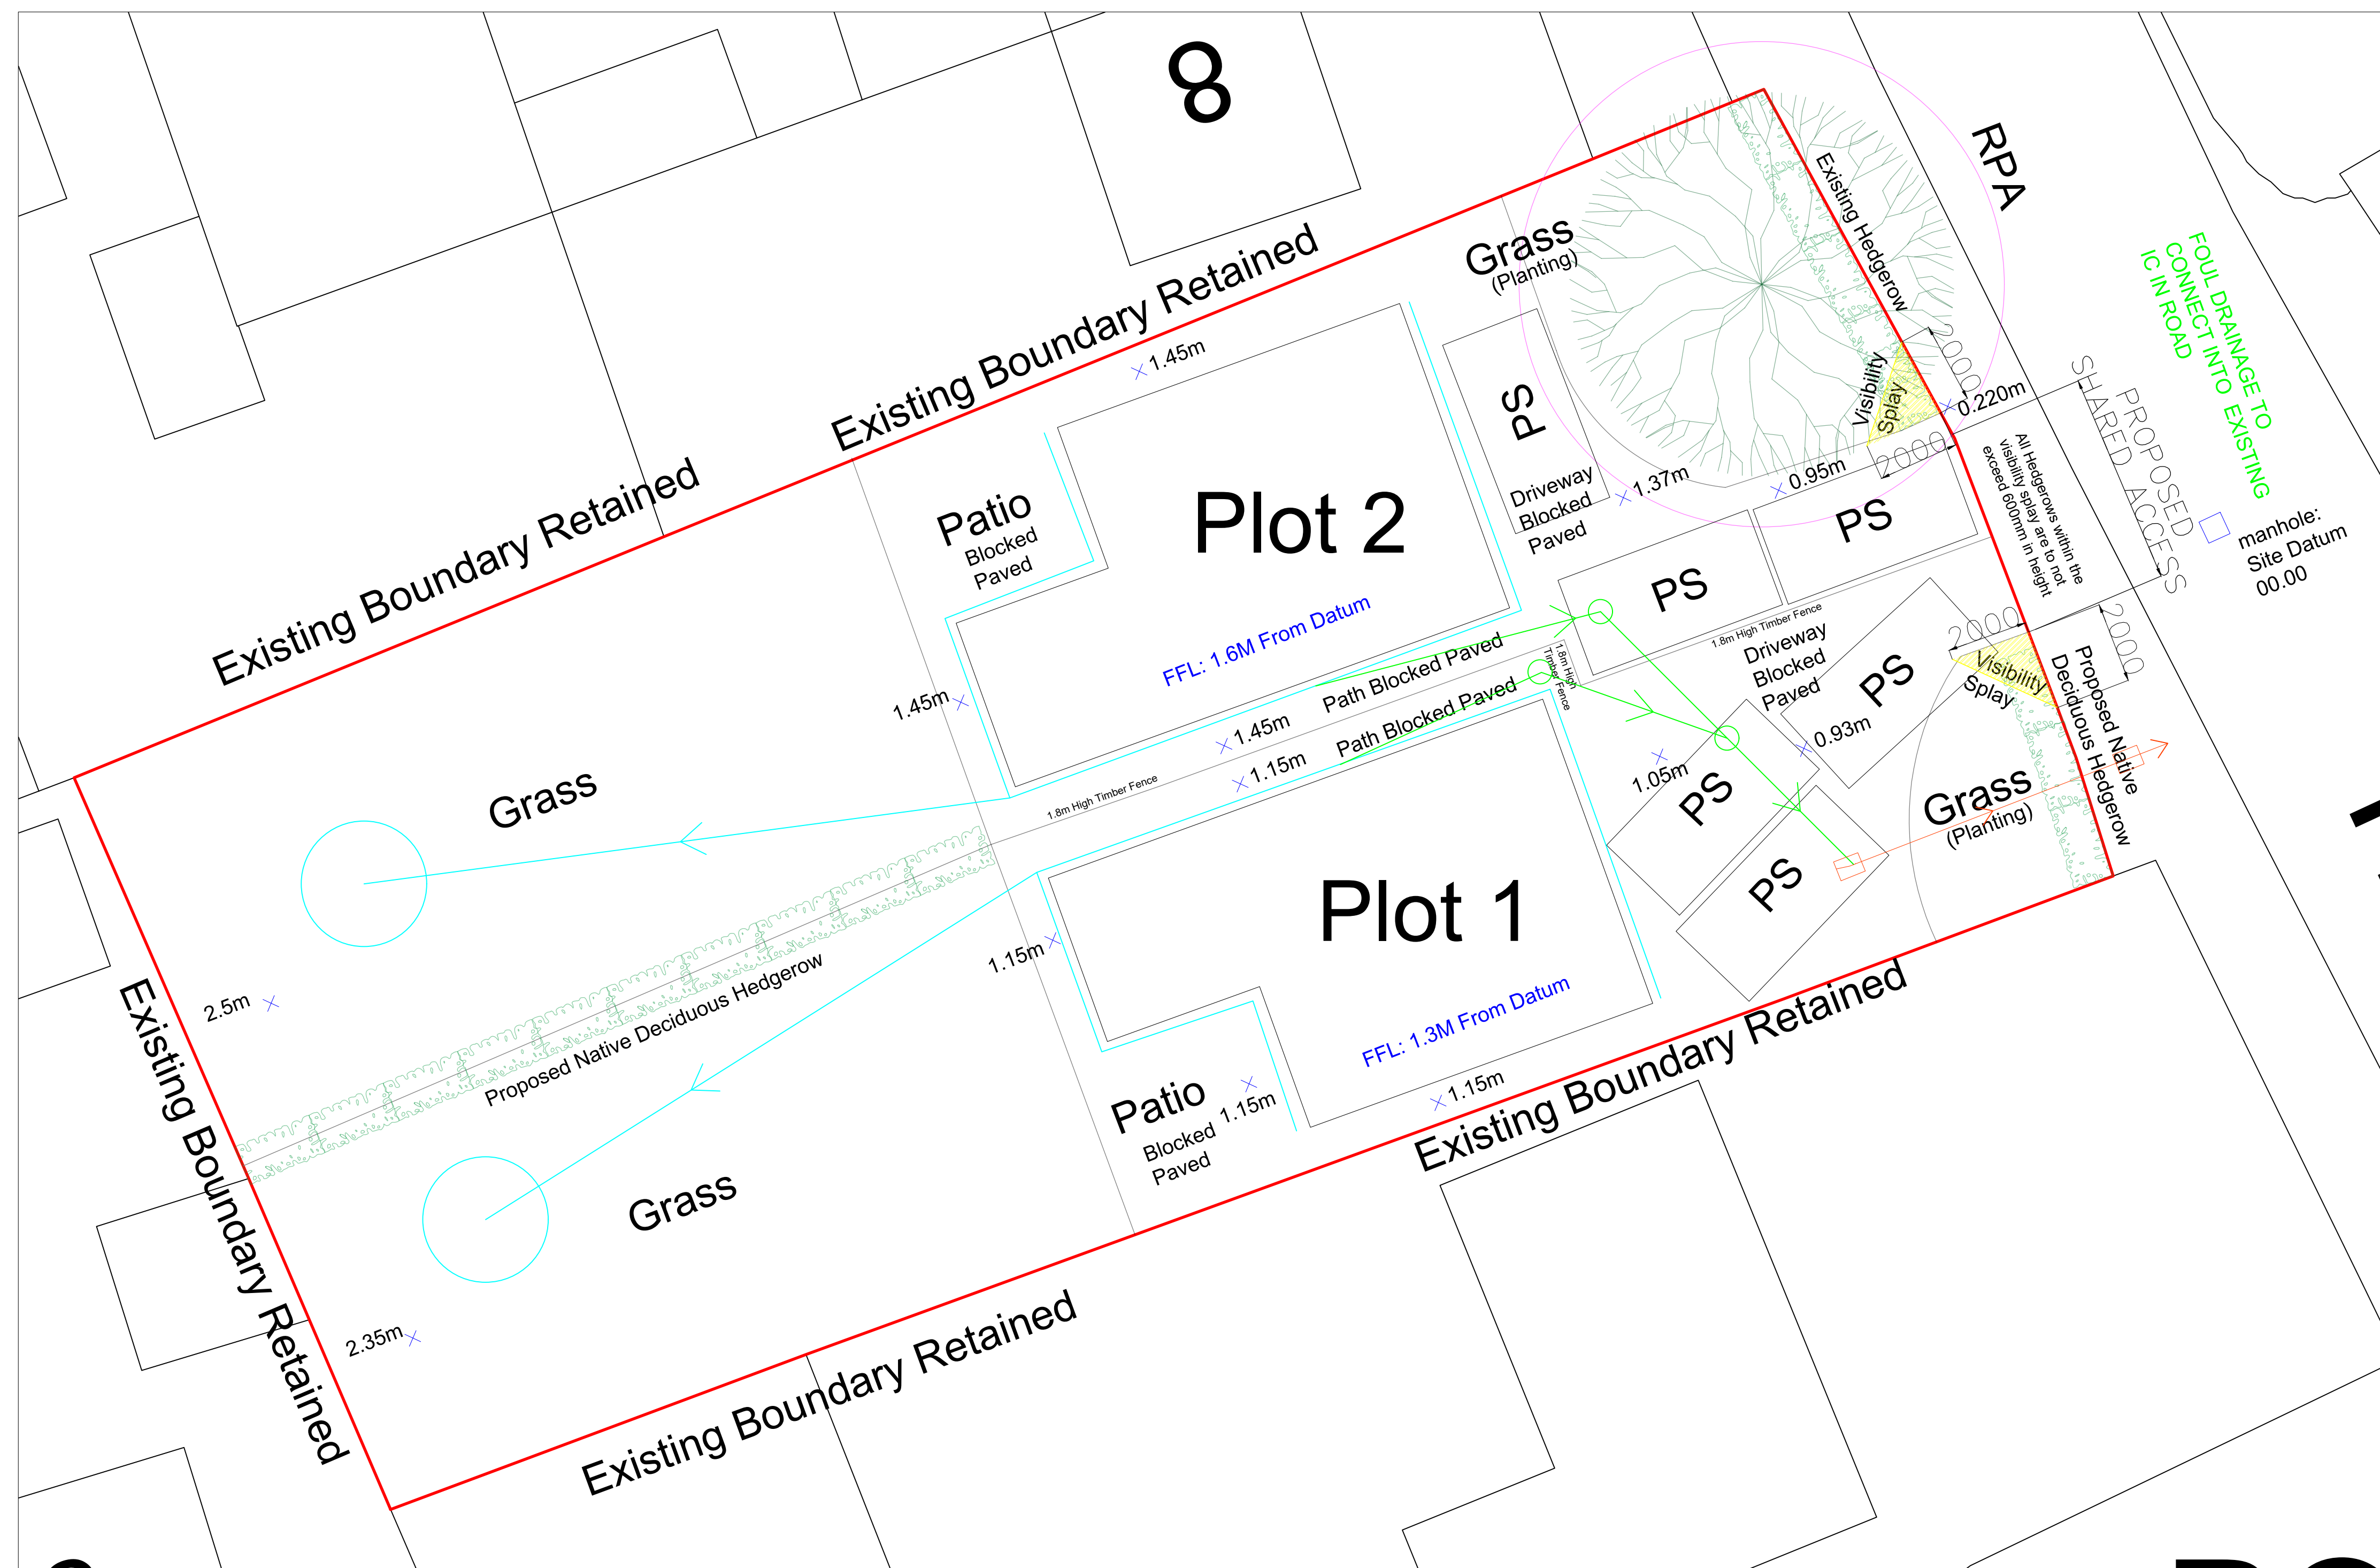 8
RPA
Existing Hedgerow
Grass
(Planting)
Existing Boundary Retained
FOUL DRAINAGE TO
CONNECT INTO EXISTING
IC IN ROAD
1.45m
PS
Visibility
Splay
2000
0.220m
2000
PROPOSED
SHARED ACCESS
All Hedgerows within the
visibility splay are to not
exceed 600mm in height
manhole:
Site Datum
00.00
Existing Boundary Retained
Patio
Blocked
Paved
Plot 2
Driveway
Blocked
Paved
1.37m
0.95m
PS
PS
FFL: 1.6M From Datum
1.8m High Timber Fence
Driveway
Blocked
Paved
PS
2000
2000
Visibility
Splay
Proposed Native
Deciduous Hedgerow
1.45m
1.45m
Path Blocked Paved
1.8m High
Timber Fence
1.15m
Path Blocked Paved
1.8m High Timber Fence
1.05m
0.93m
PS
PS
Grass
(Planting)
Grass
Plot 1
1.15m
FFL: 1.3M From Datum
2.5m
Proposed Native Deciduous Hedgerow
Existing Boundary Retained
Patio
Blocked
Paved
1.15m
1.15m
Existing Boundary Retained
Grass
2.35m
Existing Boundary Retained